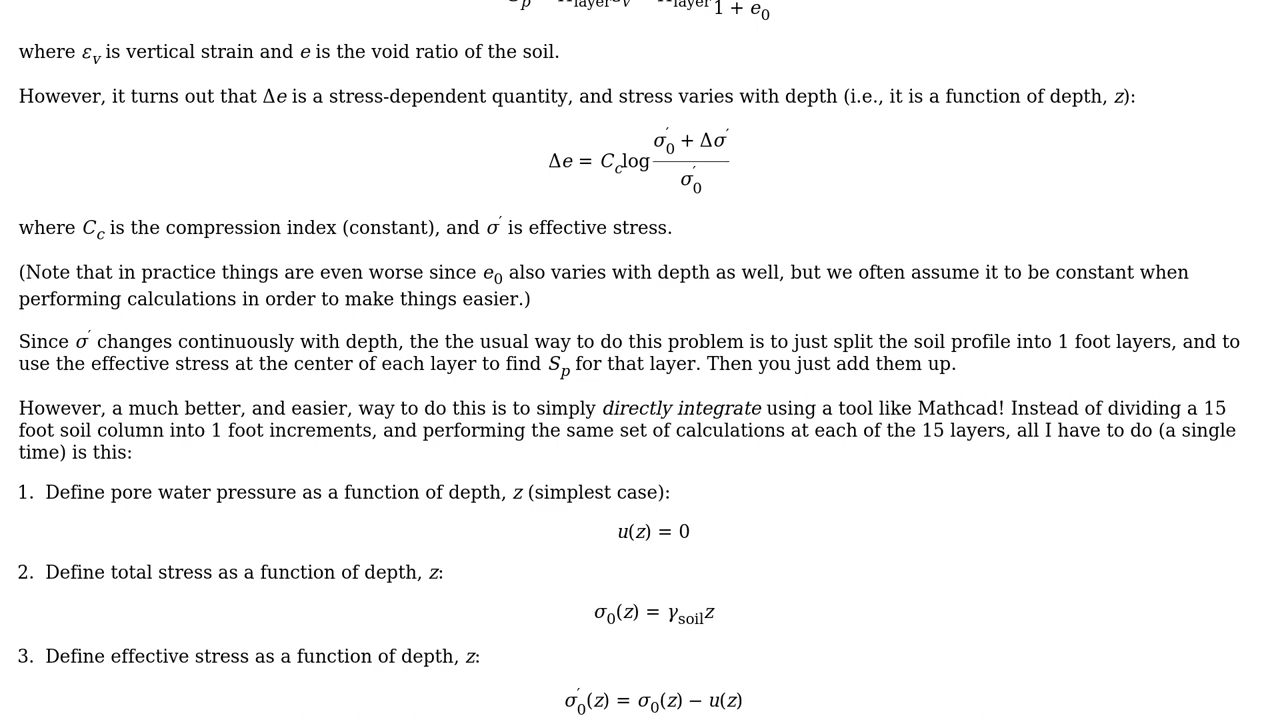 1 + e₀
where εᵥ is vertical strain and e is the void ratio of the soil.
However, it turns out that Δe is a stress-dependent quantity, and stress varies with depth (i.e., it is a function of depth, z):
σ′₀ + Δσ′
Δe = C_c log
σ′₀
where C_c is the compression index (constant), and σ′ is effective stress.
(Note that in practice things are even worse since e₀ also varies with depth as well, but we often assume it to be constant when
performing calculations in order to make things easier.)
Since σ′ changes continuously with depth, the the usual way to do this problem is to just split the soil profile into 1 foot layers, and to
use the effective stress at the center of each layer to find S_p for that layer. Then you just add them up.
However, a much better, and easier, way to do this is to simply directly integrate using a tool like Mathcad! Instead of dividing a 15
foot soil column into 1 foot increments, and performing the same set of calculations at each of the 15 layers, all I have to do (a single
time) is this:
1. Define pore water pressure as a function of depth, z (simplest case):
u(z) = 0
2. Define total stress as a function of depth, z:
σ₀(z) = γ_soil z
3. Define effective stress as a function of depth, z:
σ′₀(z) = σ₀(z) − u(z)